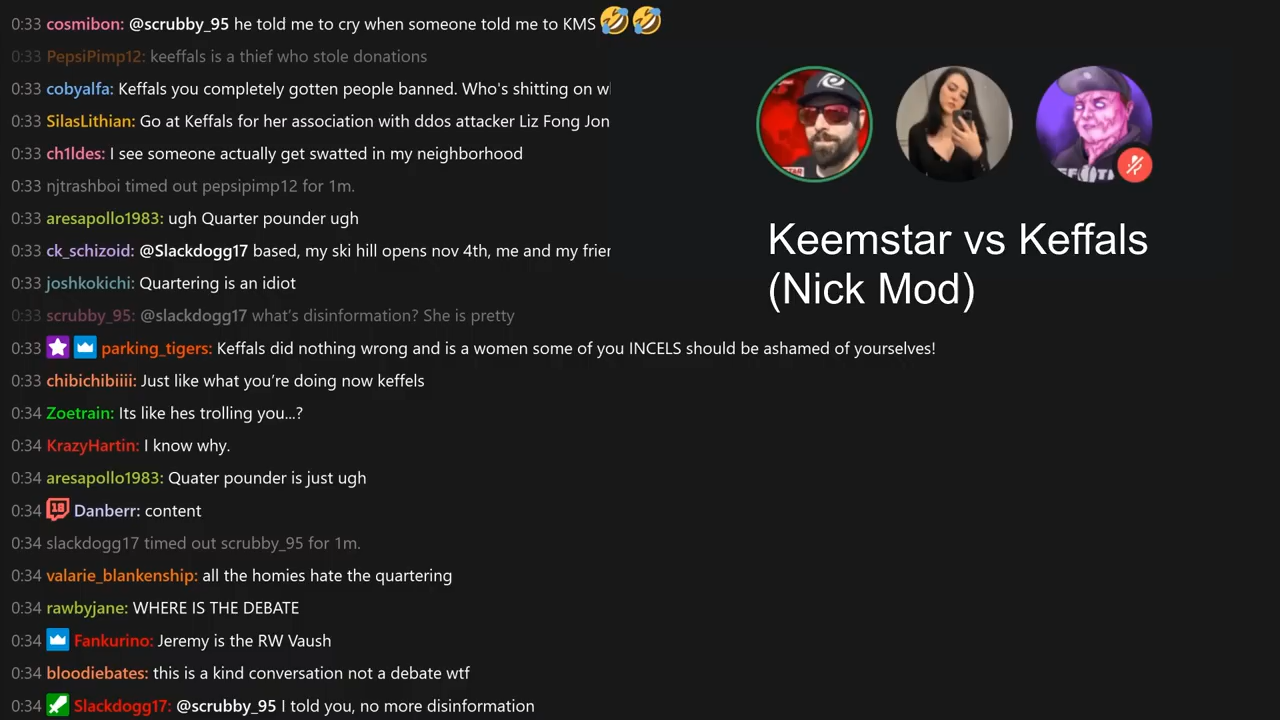 0:33 cosmibon: @scrubby_95 he told me to cry when someone told me to KMS 🤣🤣
0:33 PepsiPimp12: keeffals is a thief who stole donations
0:33 cobyalfa: Keffals you completely gotten people banned. Who's shitting on w
0:33 SilasLithian: Go at Keffals for her association with ddos attacker Liz Fong Jon
0:33 ch1ldes: I see someone actually get swatted in my neighborhood
njtrashboi timed out pepsipimp12 for 1m.
0:33 aresapollo1983: ugh Quarter pounder ugh
0:33 ck_schizoid: @Slackdogg17 based, my ski hill opens nov 4th, me and my frien
0:33 joshkokichi: Quartering is an idiot
0:33 scrubby_95: @slackdogg17 what's disinformation? She is pretty
0:33 parking_tigers: Keffals did nothing wrong and is a women some of you INCELS should be ashamed of yourselves!
0:33 chibichibiiii: Just like what you're doing now keffels
0:34 Zoetrain: Its like hes trolling you...?
0:34 KrazyHartin: I know why.
0:34 aresapollo1983: Quater pounder is just ugh
0:34 18 Danberr: content
0:34 slackdogg17 timed out scrubby_95 for 1m.
0:34 valarie_blankenship: all the homies hate the quartering
0:34 rawbyjane: WHERE IS THE DEBATE
0:34 Fankurino: Jeremy is the RW Vaush
0:34 bloodiebates: this is a kind conversation not a debate wtf
0:34 Slackdogg17: @scrubby_95 I told you, no more disinformation
Keemstar vs Keffals
(Nick Mod)